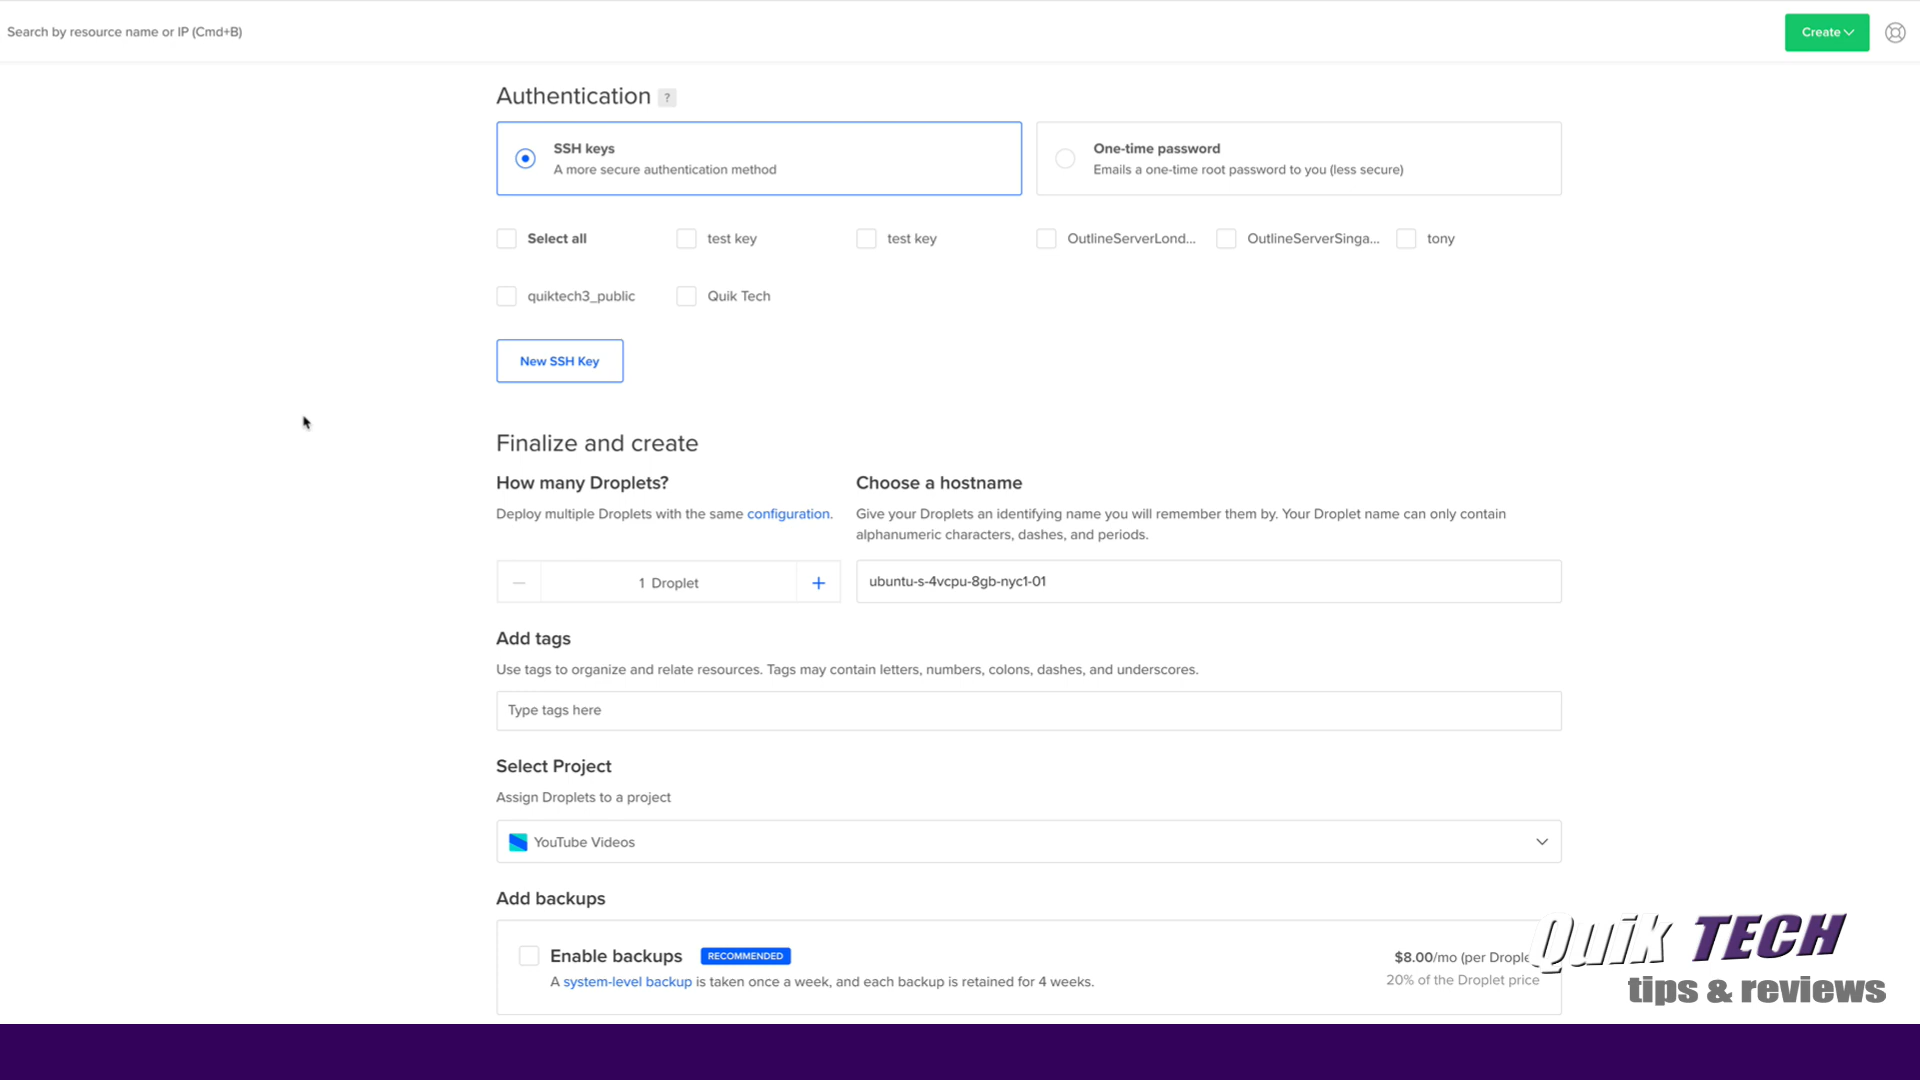 Search by resource name or IP (Cmd+B)
Create
Authentication ?
SSH keys
A more secure authentication method
One-time password
Emails a one-time root password to you (less secure)
Select all
test key
test key
OutlineServerLond...
OutlineServerSinga...
tony
quiktech3_public
Quik Tech
New SSH Key
Finalize and create
How many Droplets?
Deploy multiple Droplets with the same configuration.
1 Droplet
Choose a hostname
Give your Droplets an identifying name you will remember them by. Your Droplet name can only contain
alphanumeric characters, dashes, and periods.
ubuntu-s-4vcpu-8gb-nyc1-01
Add tags
Use tags to organize and relate resources. Tags may contain letters, numbers, colons, dashes, and underscores.
Type tags here
Select Project
Assign Droplets to a project
YouTube Videos
Add backups
Enable backups RECOMMENDED
A system-level backup is taken once a week, and each backup is retained for 4 weeks.
$8.00/mo (per Drople
20% of the Droplet price
Quik TECH
tips & reviews